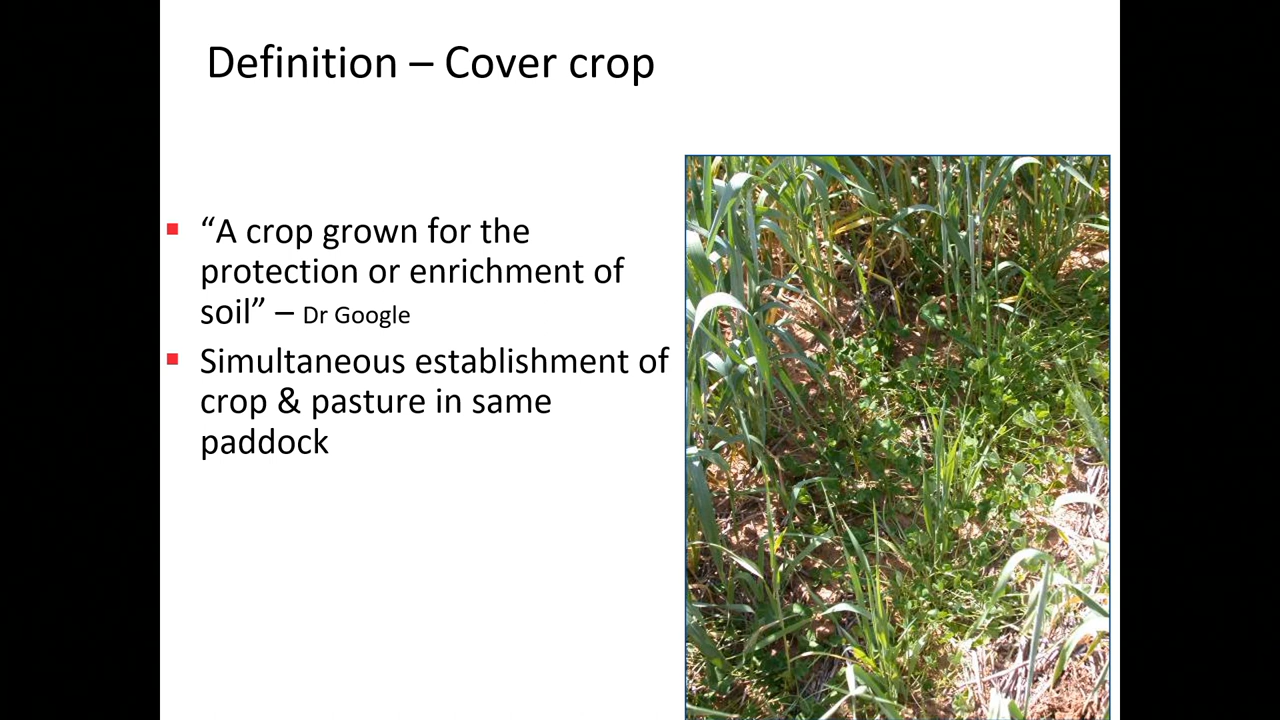 Definition – Cover crop
“A crop grown for the
protection or enrichment of
soil” – Dr Google
Simultaneous establishment of
crop & pasture in same
paddock